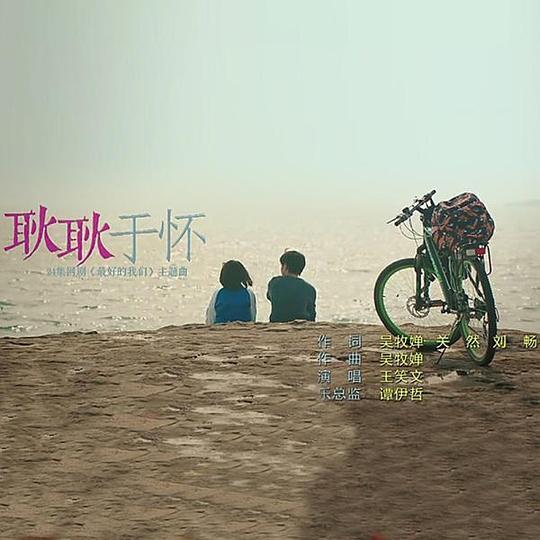 耿耿于怀
24集网剧《最好的我们》主题曲
作 词 吴牧婵 关 然 刘 畅
作 曲 吴牧婵
演 唱 王笑文
总监 谭伊哲